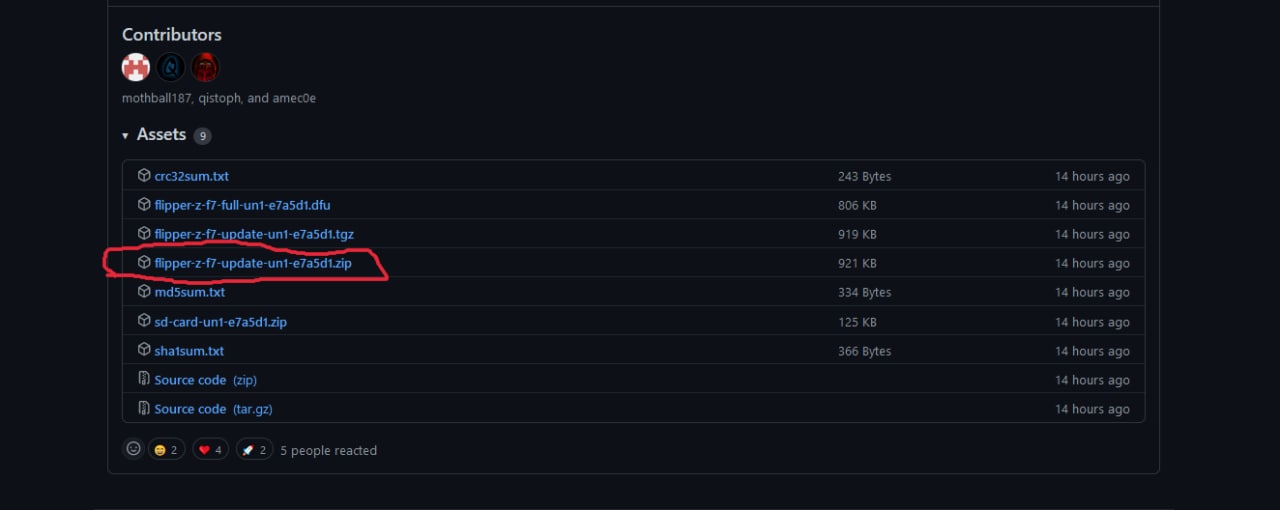 Contributors
mothball187, qistoph, and amec0e
Assets 9
crc32sum.txt 243 Bytes 14 hours ago
flipper-z-f7-full-un1-e7a5d1.dfu 806 KB 14 hours ago
flipper-z-f7-update-un1-e7a5d1.tgz 919 KB 14 hours ago
flipper-z-f7-update-un1-e7a5d1.zip 921 KB 14 hours ago
md5sum.txt 334 Bytes 14 hours ago
sd-card-un1-e7a5d1.zip 125 KB 14 hours ago
sha1sum.txt 366 Bytes 14 hours ago
Source code (zip) 14 hours ago
Source code (tar.gz) 14 hours ago
2 4 2 5 people reacted